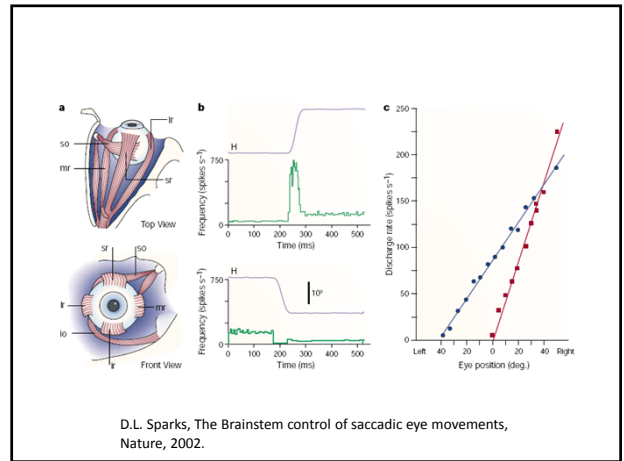 a
lr
so
mr
sr
Top View
sr
so
lr
mr
io
ir
Front View
b
H
Frequency (spikes s⁻¹)
750
0
0 100 200 300 400 500
Time (ms)
H
10°
Frequency (spikes s⁻¹)
750
0
0 100 200 300 400 500
Time (ms)
c
Discharge rate (spikes s⁻¹)
250
200
150
100
50
0
Left 40 20 0 20 40 Right
Eye position (deg.)
D.L. Sparks, The Brainstem control of saccadic eye movements,
Nature, 2002.